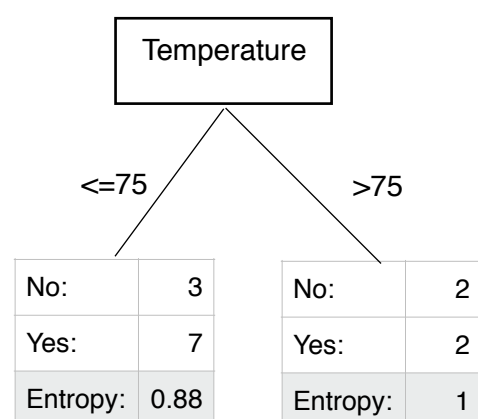 Temperature
<=75
>75
No: 3
Yes: 7
Entropy: 0.88
No: 2
Yes: 2
Entropy: 1